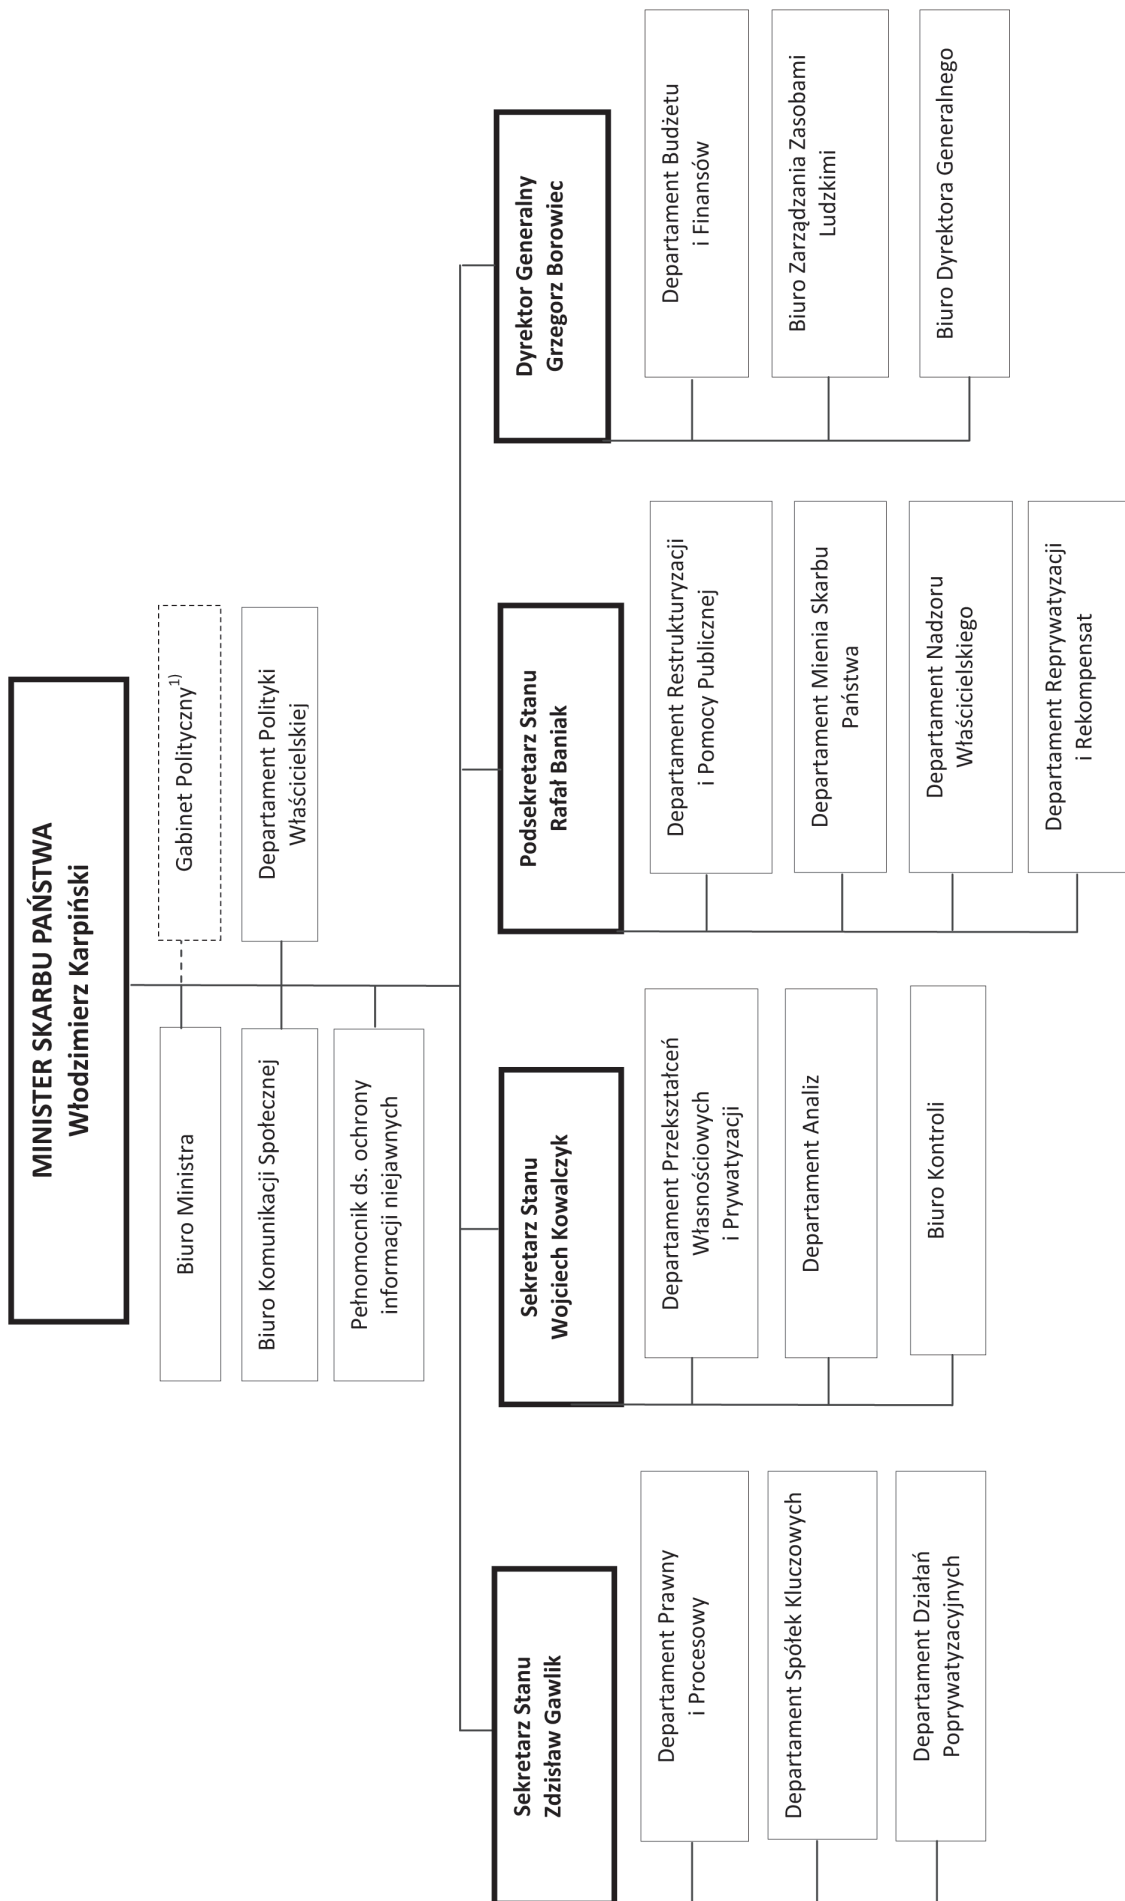 MINISTER SKARBU PAŃSTWA
Włodzimierz Karpiński
Biuro Ministra
Gabinet Polityczny1)
Biuro Komunikacji Społecznej
Departament Polityki
Właścicielskiej
Pełnomocnik ds. ochrony
informacji niejawnych
Sekretarz Stanu
Zdzisław Gawlik
Departament Prawny
i Procesowy
Departament Spółek Kluczowych
Departament Działań
Poprywatyzacyjnych
Sekretarz Stanu
Wojciech Kowalczyk
Departament Przekształceń
Własnościowych
i Prywatyzacji
Departament Analiz
Biuro Kontroli
Podsekretarz Stanu
Rafał Baniak
Departament Restrukturyzacji
i Pomocy Publicznej
Departament Mienia Skarbu
Państwa
Departament Nadzoru
Właścicielskiego
Departament Reprywatyzacji
i Rekompensat
Dyrektor Generalny
Grzegorz Borowiec
Departament Budżetu
i Finansów
Biuro Zarządzania Zasobami
Ludzkimi
Biuro Dyrektora Generalnego